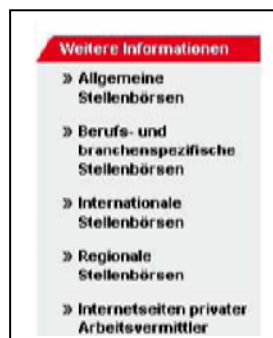 Weitere Informationen
» Allgemeine
Stellenbörsen
» Berufs- und
branchenspezifische
Stellenbörsen
» Internationale
Stellenbörsen
» Regionale
Stellenbörsen
» Internetseiten privater
Arbeitsvermittler